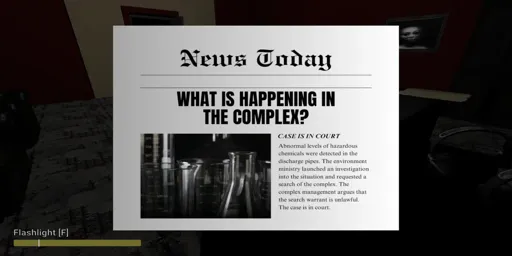 News Today
WHAT IS HAPPENING IN
THE COMPLEX?
CASE IS IN COURT
Abnormal levels of hazardous
chemicals were detected in the
discharge pipes. The environment
ministry launched an investigation
into the situation and requested a
search of the complex. The
complex management argues that
the search warrant is unlawful.
The case is in court.
Flashlight [F]